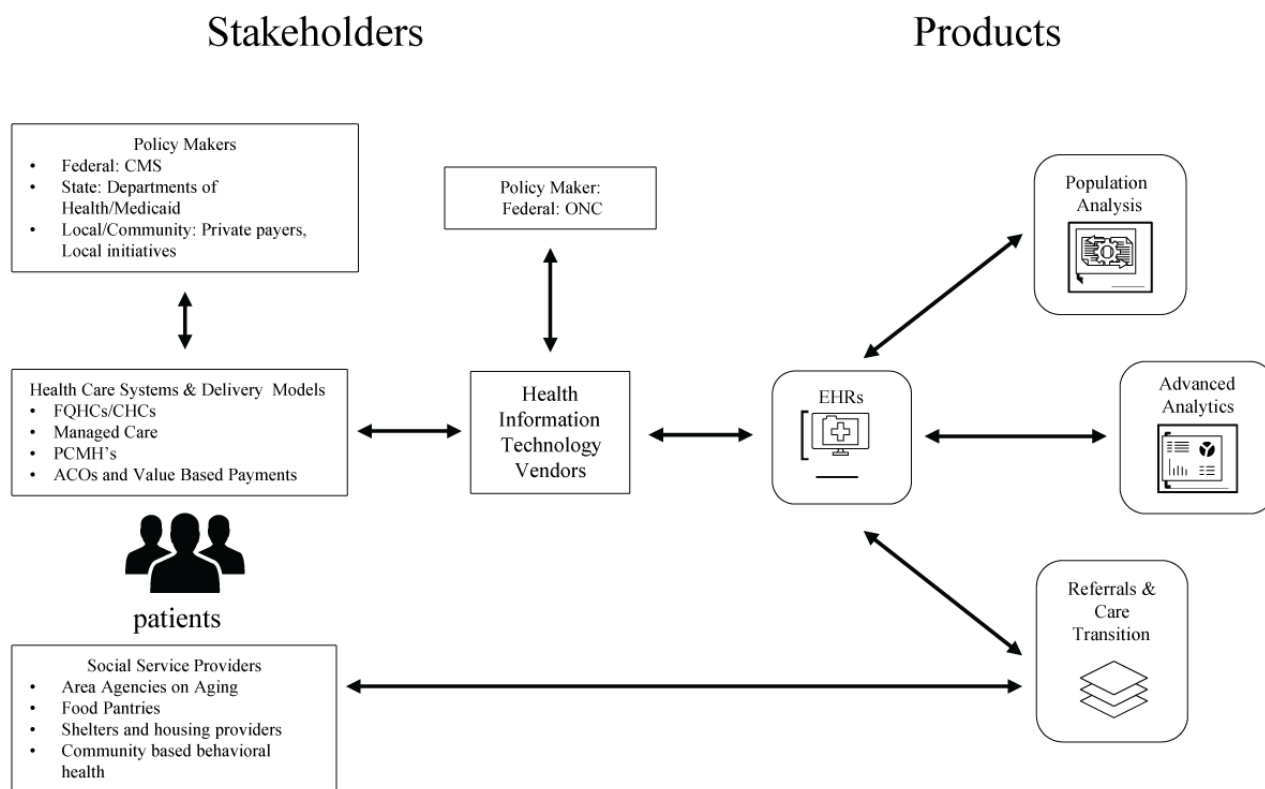 Stakeholders
Products
Policy Makers
• Federal: CMS
• State: Departments of
Health/Medicaid
• Local/Community: Private payers,
Local initiatives
Policy Maker:
Federal: ONC
Population
Analysis
Health Care Systems & Delivery Models
• FQHCs/CHCs
• Managed Care
• PCMH's
• ACOs and Value Based Payments
Health
Information
Technology
Vendors
EHRs
Advanced
Analytics
patients
Social Service Providers
• Area Agencies on Aging
• Food Pantries
• Shelters and housing providers
• Community based behavioral
health
Referrals &
Care
Transition